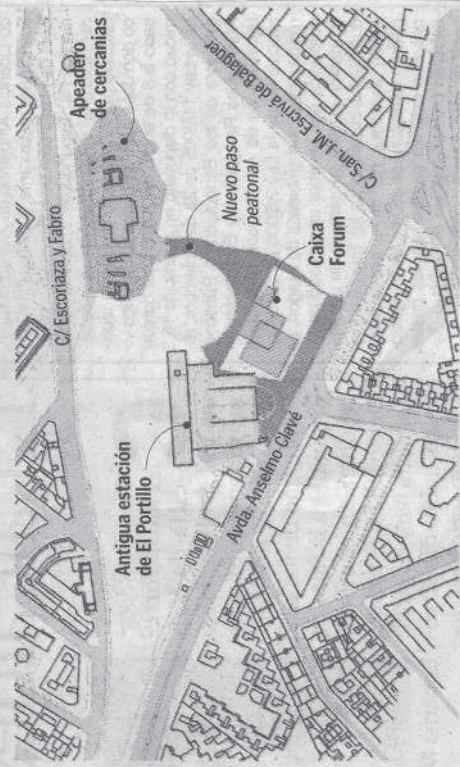 Apeadero
de cercanias
C/ Escoriaza y Fabro
C/ San. J.M. Escrivá de Balaguer
Nuevo paso
peatonal
Caixa
Forum
Antigua estación
de El Portillo
Avda. Anselmo Clavé